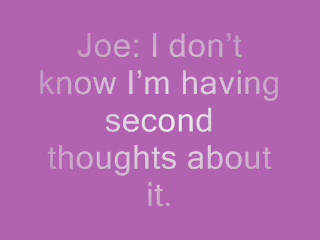 Joe: I don’t
know I’m having
second
thoughts about
it.